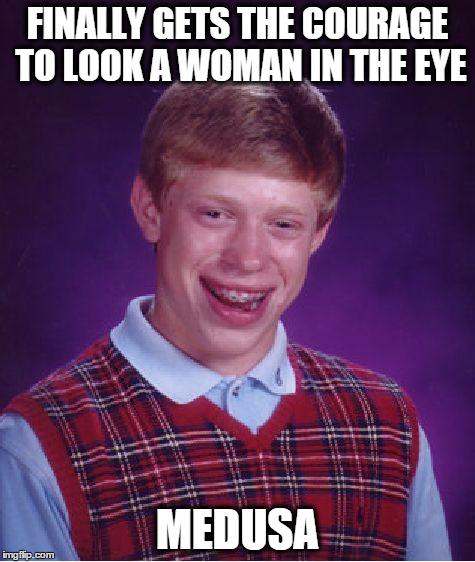 FINALLY GETS THE COURAGE
TO LOOK A WOMAN IN THE EYE
MEDUSA
imgflip.com